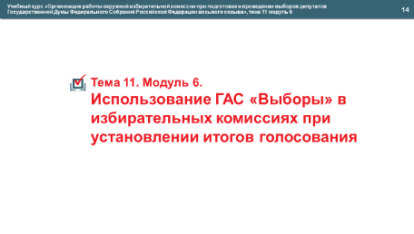 Учебный курс «Организация работы окружной избирательной комиссии при подготовке и проведении выборов депутатов
Государственной Думы Федерального Собрания Российской Федерации восьмого созыва», тема 11 модуль 6
14
Тема 11. Модуль 6.
Использование ГАС «Выборы» в
избирательных комиссиях при
установлении итогов голосования